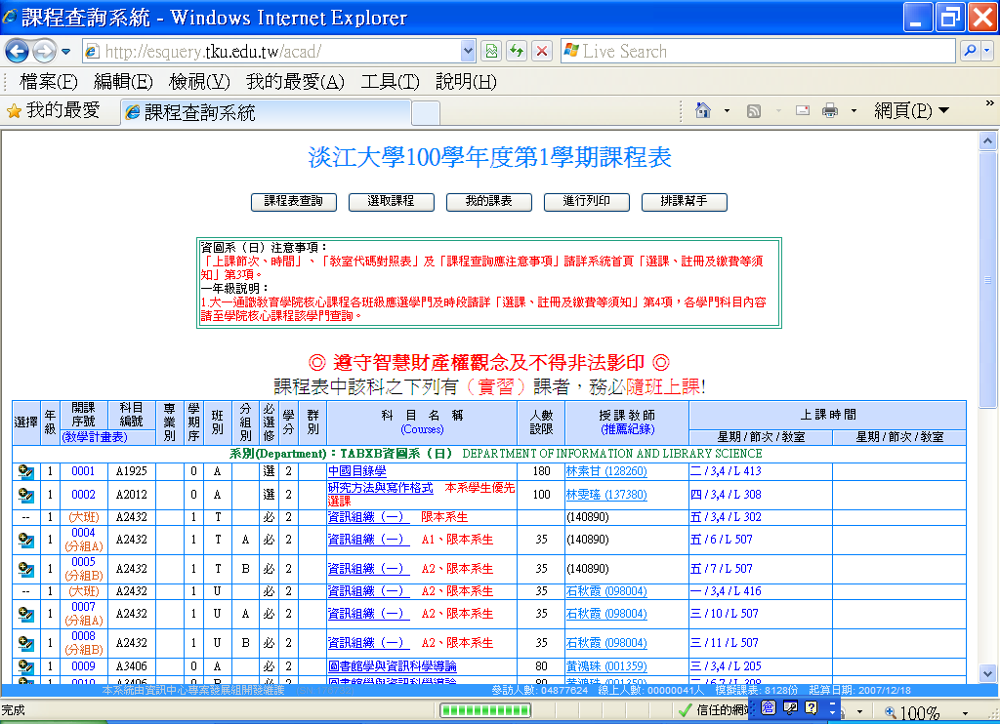 課程查詢系統 - Windows Internet Explorer
http://esquery.tku.edu.tw/acad/
Live Search
檔案(F) 編輯(E) 檢視(V) 我的最愛(A) 工具(T) 說明(H)
我的最愛 課程查詢系統 網頁(P)
淡江大學100學年度第1學期課程表
課程表查詢 選取課程 我的課表 進行列印 排課幫手
資圖系（日）注意事項：
「上課節次、時間」、「教室代碼對照表」及「課程查詢應注意事項」請詳系統首頁「選課、註冊及繳費等須
知」第3項。
一年級說明：
1.大一通識教育學院核心課程各班級應選學門及時段請詳「選課、註冊及繳費等須知」第4項，各學門科目內容
請至學院核心課程該學門查詢。
◎ 遵守智慧財產權觀念及不得非法影印 ◎
課程表中該科之下列有（實習）課者，務必隨班上課!
選擇 年級 開課序號 (教學計畫表) 科目編號 專業別 學期序 班別 分組別 必選修 學分 群別 科 目 名 稱 (Courses) 人數設限 授 課 教 師 (推薦紀錄) 上 課 時 間
星期 / 節次 / 教室 星期 / 節次 / 教室
系別(Department)：TABXB資圖系（日） DEPARTMENT OF INFORMATION AND LIBRARY SCIENCE
1 0001 A1925 0 A 選 2 中國目錄學 180 林素甘 (128260) 二 / 3,4 / L 413
1 0002 A2012 0 A 選 2 研究方法與寫作格式 本系學生優先選課 100 林雯瑤 (137380) 四 / 3,4 / L 308
-- 1 (大班) A2432 1 T 必 2 資訊組織（一） 限本系生 (140890) 五 / 3,4 / L 302
1 0004 (分組A) A2432 1 T A 必 2 資訊組織（一） A1、限本系生 35 (140890) 五 / 6 / L 507
1 0005 (分組B) A2432 1 T B 必 2 資訊組織（一） A2、限本系生 35 (140890) 五 / 7 / L 507
-- 1 (大班) A2432 1 U 必 2 資訊組織（一） A2、限本系生 35 石秋霞 (098004) 一 / 3,4 / L 416
1 0007 (分組A) A2432 1 U A 必 2 資訊組織（一） A2、限本系生 35 石秋霞 (098004) 三 / 10 / L 507
1 0008 (分組B) A2432 1 U B 必 2 資訊組織（一） A2、限本系生 35 石秋霞 (098004) 三 / 11 / L 507
1 0009 A3406 0 A 必 2 圖書館學與資訊科學導論 80 黃鴻珠 (001359) 三 / 3,4 / L 205
1 0010 A3406 0 B 必 2 圖書館學與資訊科學導論 80 黃鴻珠 (001359)
本系統由資訊中心專案發展組開發維護 參訪人數: 04877624 線上人數: 00000041人 模擬課表: 8128份 起算日期: 2007/12/18
完成 信任的網站 倉 100%